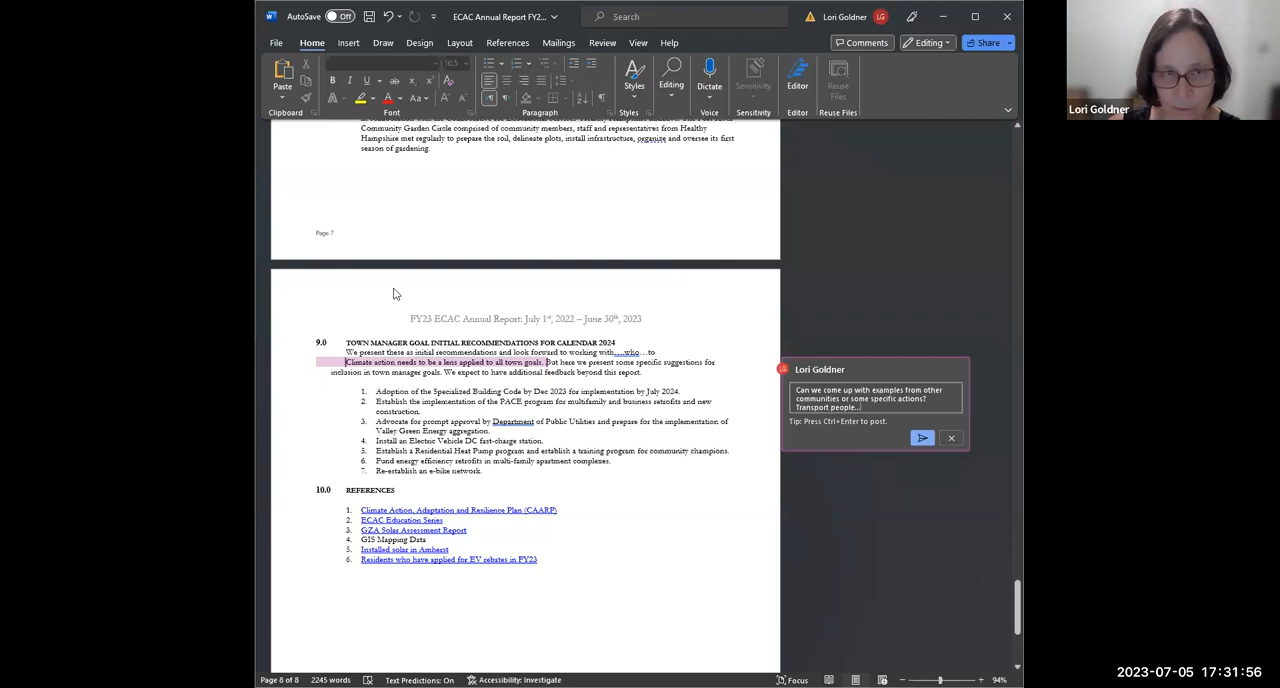 AutoSave Off ECAC Annual Report FY2... Search Lori Goldner LG
File Home Insert Draw Design Layout References Mailings Review View Help Comments Editing Share
10.5
Paste Styles Editing Dictate Sensitivity Editor Reuse Files
Clipboard Font Paragraph Styles Voice Sensitivity Editor Reuse Files
Lori Goldner
Community Garden Circle comprised of community members, staff and representatives from Healthy
Hampshire met regularly to prepare the soil, delineate plots, install infrastructure, organize and oversee its first
season of gardening.
Page 7
FY23 ECAC Annual Report: July 1st, 2022 – June 30th, 2023
9.0 TOWN MANAGER GOAL INITIAL RECOMMENDATIONS FOR CALENDAR 2024
We present these as initial recommendations and look forward to working with….who…to
Climate action needs to be a lens applied to all town goals. But here we present some specific suggestions for
inclusion in town manager goals. We expect to have additional feedback beyond this report.
1. Adoption of the Specialized Building Code by Dec 2023 for implementation by July 2024.
2. Establish the implementation of the PACE program for multifamily and business retrofits and new
construction.
3. Advocate for prompt approval by Department of Public Utilities and prepare for the implementation of
Valley Green Energy aggregation.
4. Install an Electric Vehicle DC fast-charge station.
5. Establish a Residential Heat Pump program and establish a training program for community champions.
6. Fund energy efficiency retrofits in multi-family apartment complexes.
7. Re-establish an e-bike network.
10.0 REFERENCES
1. Climate Action, Adaptation and Resilience Plan (CAARP)
2. ECAC Education Series
3. GZA Solar Assessment Report
4. GIS Mapping Data
5. Installed solar in Amherst
6. Residents who have applied for EV rebates in FY23
LG Lori Goldner
Can we come up with examples from other
communities or some specific actions?
Transport people...
Tip: Press Ctrl+Enter to post.
Page 8 of 8 2245 words Text Predictions: On Accessibility: Investigate Focus 94%
2023-07-05 17:31:56